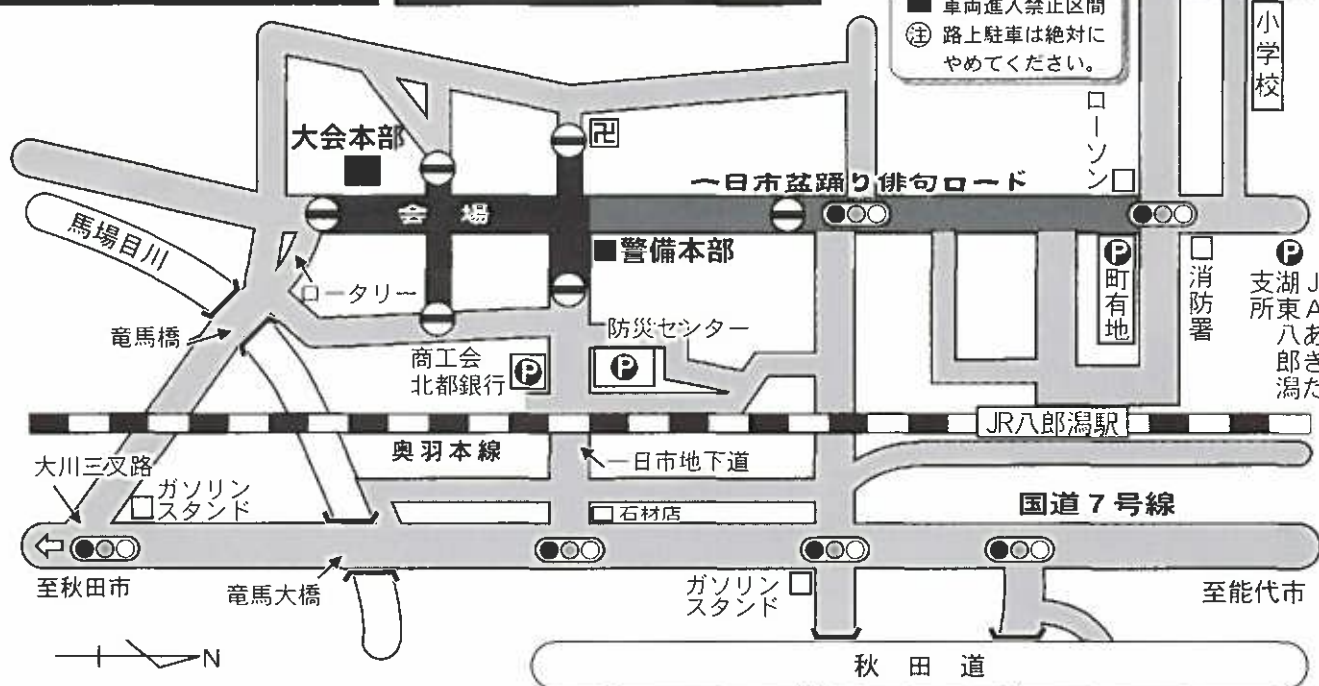 車両進入禁止区間
注 路上駐車は絶対に
やめてください。
小学校
ローソン
大会本部
卍
一日市盆踊り俳句ロード
会場
馬場目川
警備本部
P
町有地
消防署
P
JAあきた
湖東八郎潟
支所
ロータリー
竜馬橋
防災センター
商工会
北都銀行
P
P
JR八郎潟駅
奥羽本線
一日市地下道
大川三叉路
ガソリン
スタンド
石材店
国道7号線
至秋田市
竜馬大橋
ガソリン
スタンド
至能代市
N
秋田道